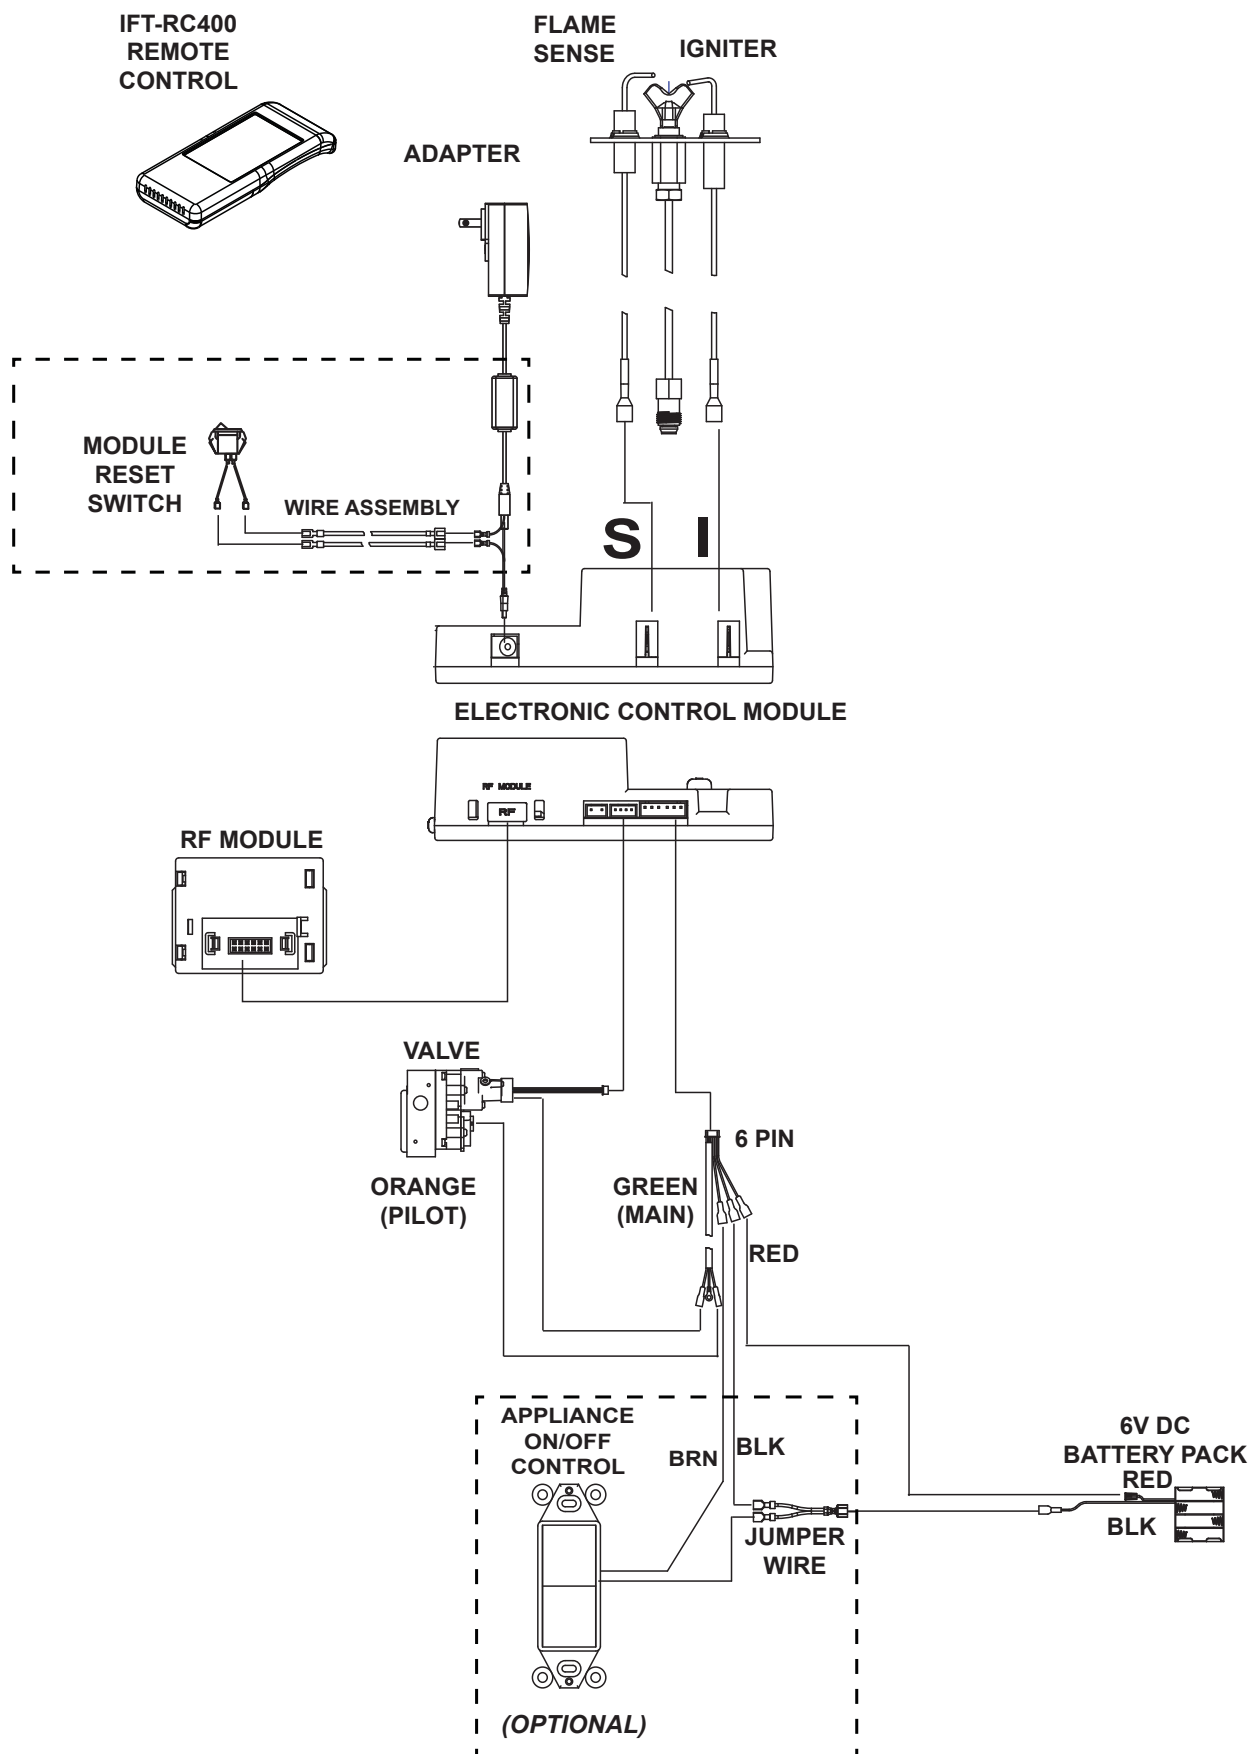 IFT-RC400
REMOTE
CONTROL
FLAME
SENSE
IGNITER
ADAPTER
MODULE
RESET
SWITCH
WIRE ASSEMBLY
S
I
ELECTRONIC CONTROL MODULE
RF MODULE
RF
RF MODULE
VALVE
6 PIN
ORANGE
(PILOT)
GREEN
(MAIN)
RED
APPLIANCE
ON/OFF
CONTROL
BRN
BLK
6V DC
BATTERY PACK
RED
BLK
JUMPER
WIRE
(OPTIONAL)